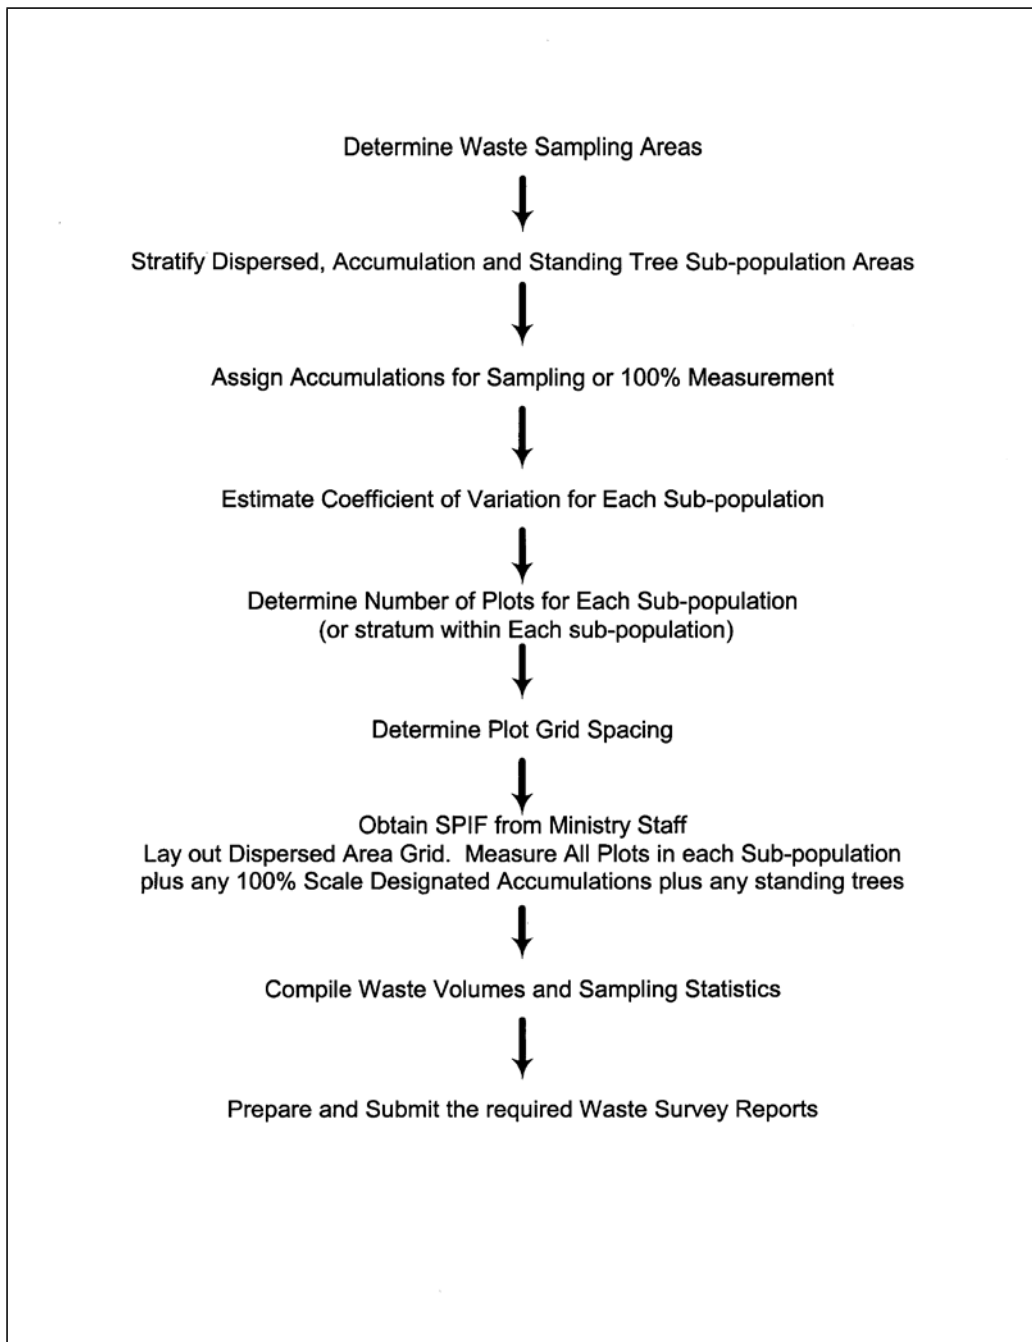 Determine Waste Sampling Areas
Stratify Dispersed, Accumulation and Standing Tree Sub-population Areas
Assign Accumulations for Sampling or 100% Measurement
Estimate Coefficient of Variation for Each Sub-population
Determine Number of Plots for Each Sub-population
(or stratum within Each sub-population)
Determine Plot Grid Spacing
Obtain SPIF from Ministry Staff
Lay out Dispersed Area Grid. Measure All Plots in each Sub-population
plus any 100% Scale Designated Accumulations plus any standing trees
Compile Waste Volumes and Sampling Statistics
Prepare and Submit the required Waste Survey Reports